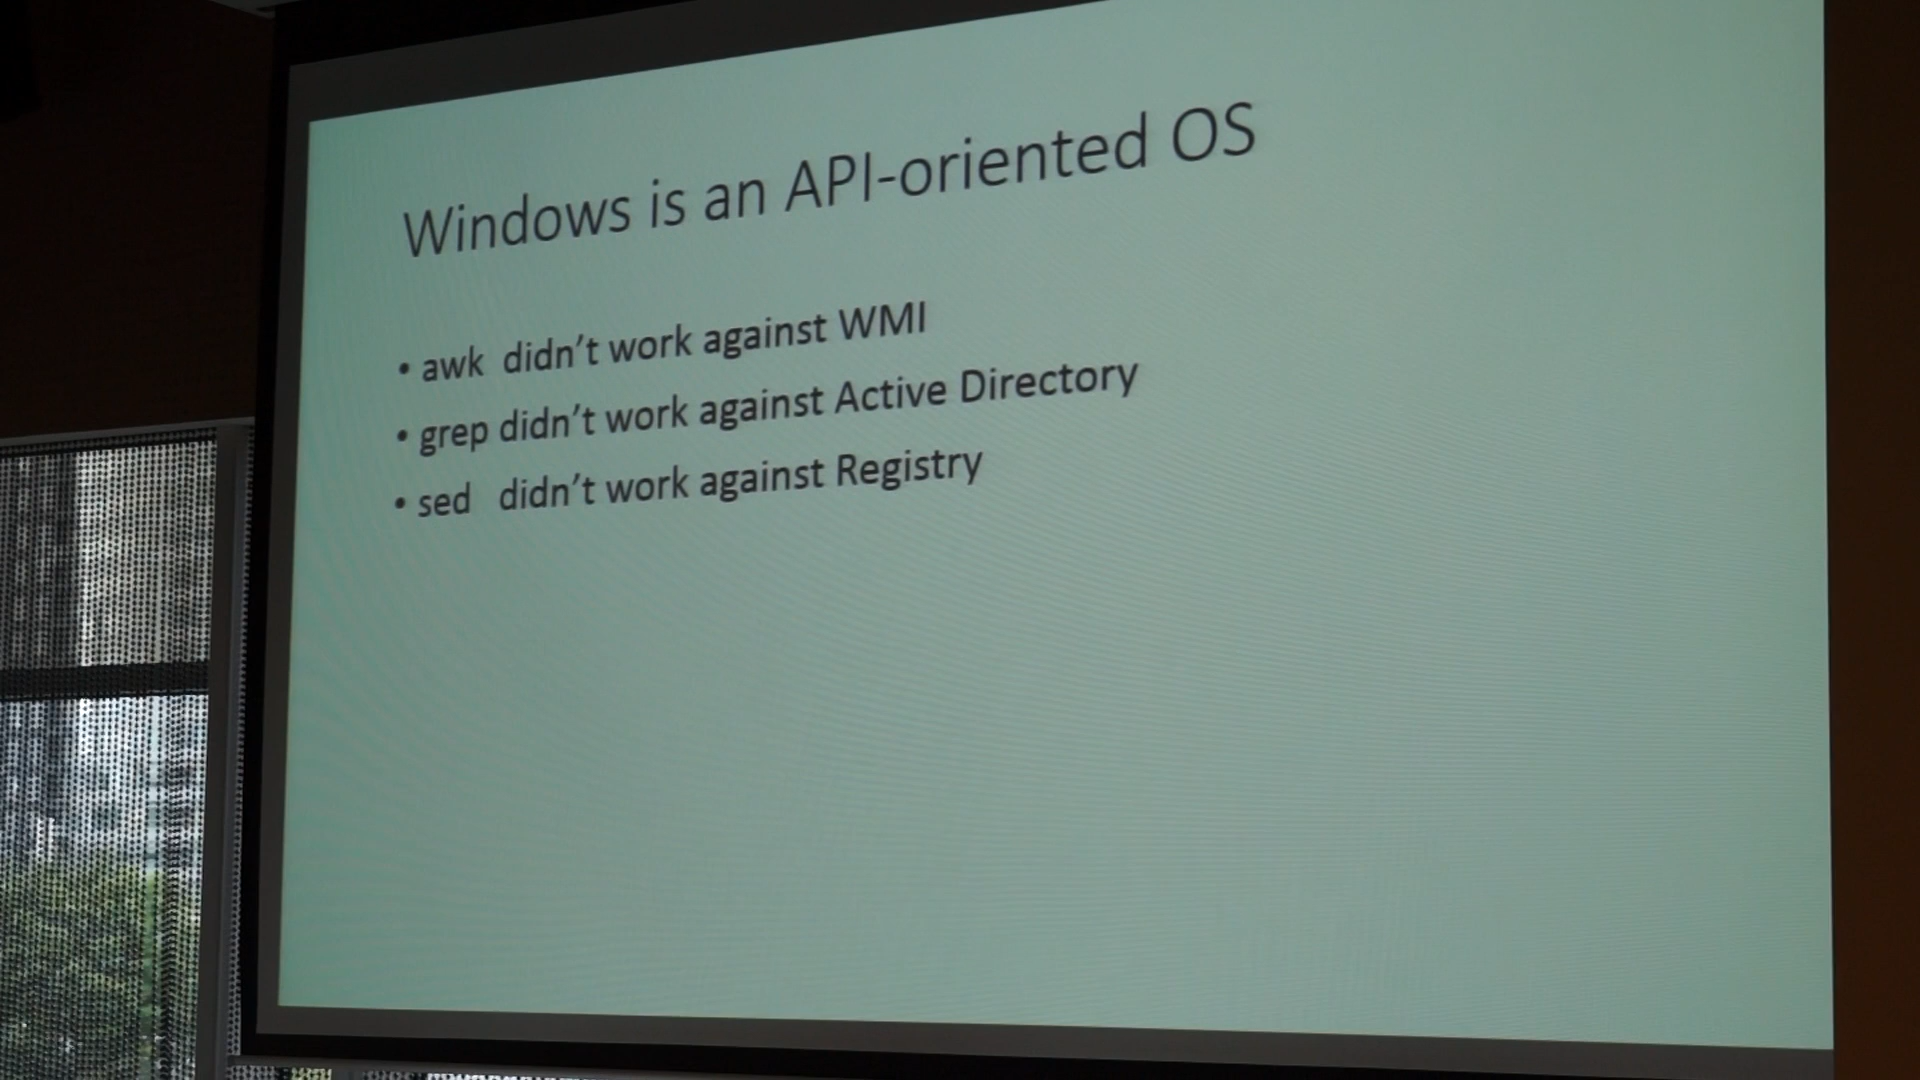 Windows is an API-oriented OS
• awk didn't work against WMI
• grep didn't work against Active Directory
• sed didn't work against Registry